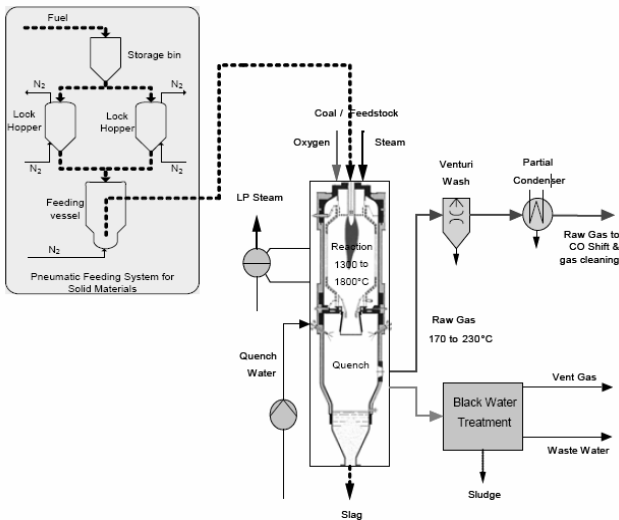 Fuel
Storage bin
N2
N2
Lock
Hopper
Lock
Hopper
N2
N2
Feeding
vessel
N2
Pneumatic Feeding System for
Solid Materials
Coal / Feedstock
Oxygen
Steam
LP Steam
Reaction
1300 to
1800°C
Quench
Water
Quench
Slag
Venturi
Wash
Partial
Condenser
Raw Gas to
CO Shift &
gas cleaning
Raw Gas
170 to 230°C
Black Water
Treatment
Vent Gas
Waste Water
Sludge